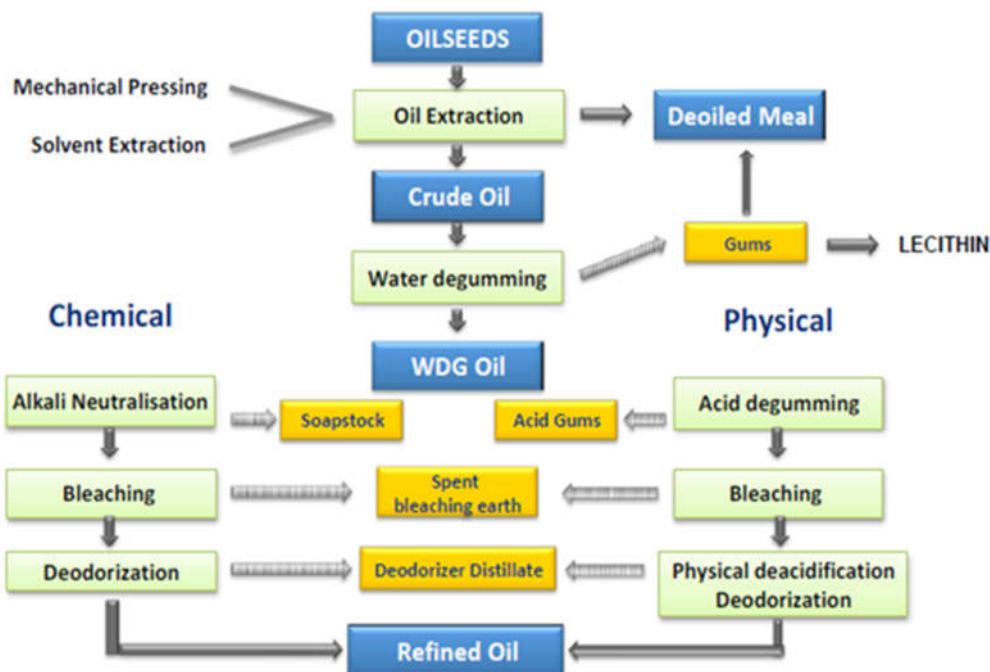 OILSEEDS
Mechanical Pressing
Oil Extraction
Deoiled Meal
Solvent Extraction
Crude Oil
Gums
LECITHIN
Water degumming
Chemical
Physical
WDG Oil
Alkali Neutralisation
Soapstock
Acid Gums
Acid degumming
Bleaching
Spent
bleaching earth
Bleaching
Deodorization
Deodorizer Distillate
Physical deacidification
Deodorization
Refined Oil